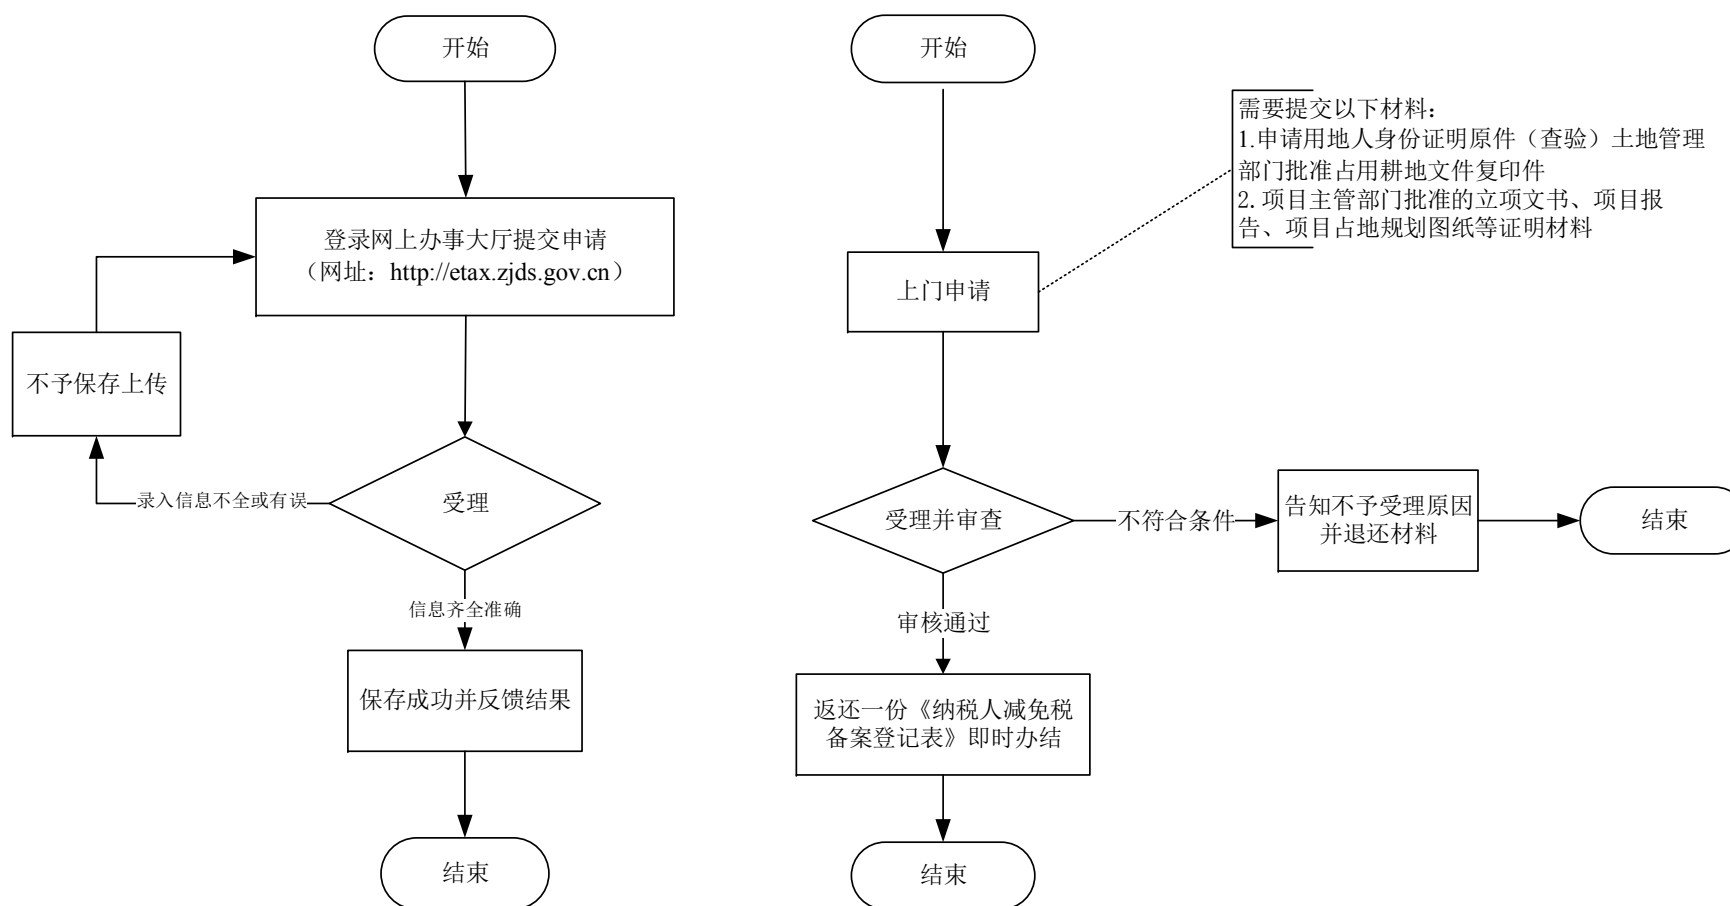 开始
登录网上办事大厅提交申请
（网址：http://etax.zjds.gov.cn）
不予保存上传
录入信息不全或有误
受理
信息齐全准确
保存成功并反馈结果
结束
开始
需要提交以下材料：
1.申请用地人身份证明原件（查验）土地管理
部门批准占用耕地文件复印件
2.项目主管部门批准的立项文书、项目报
告、项目占地规划图纸等证明材料
上门申请
受理并审查
不符合条件
告知不予受理原因
并退还材料
结束
审核通过
返还一份《纳税人减免税
备案登记表》即时办结
结束